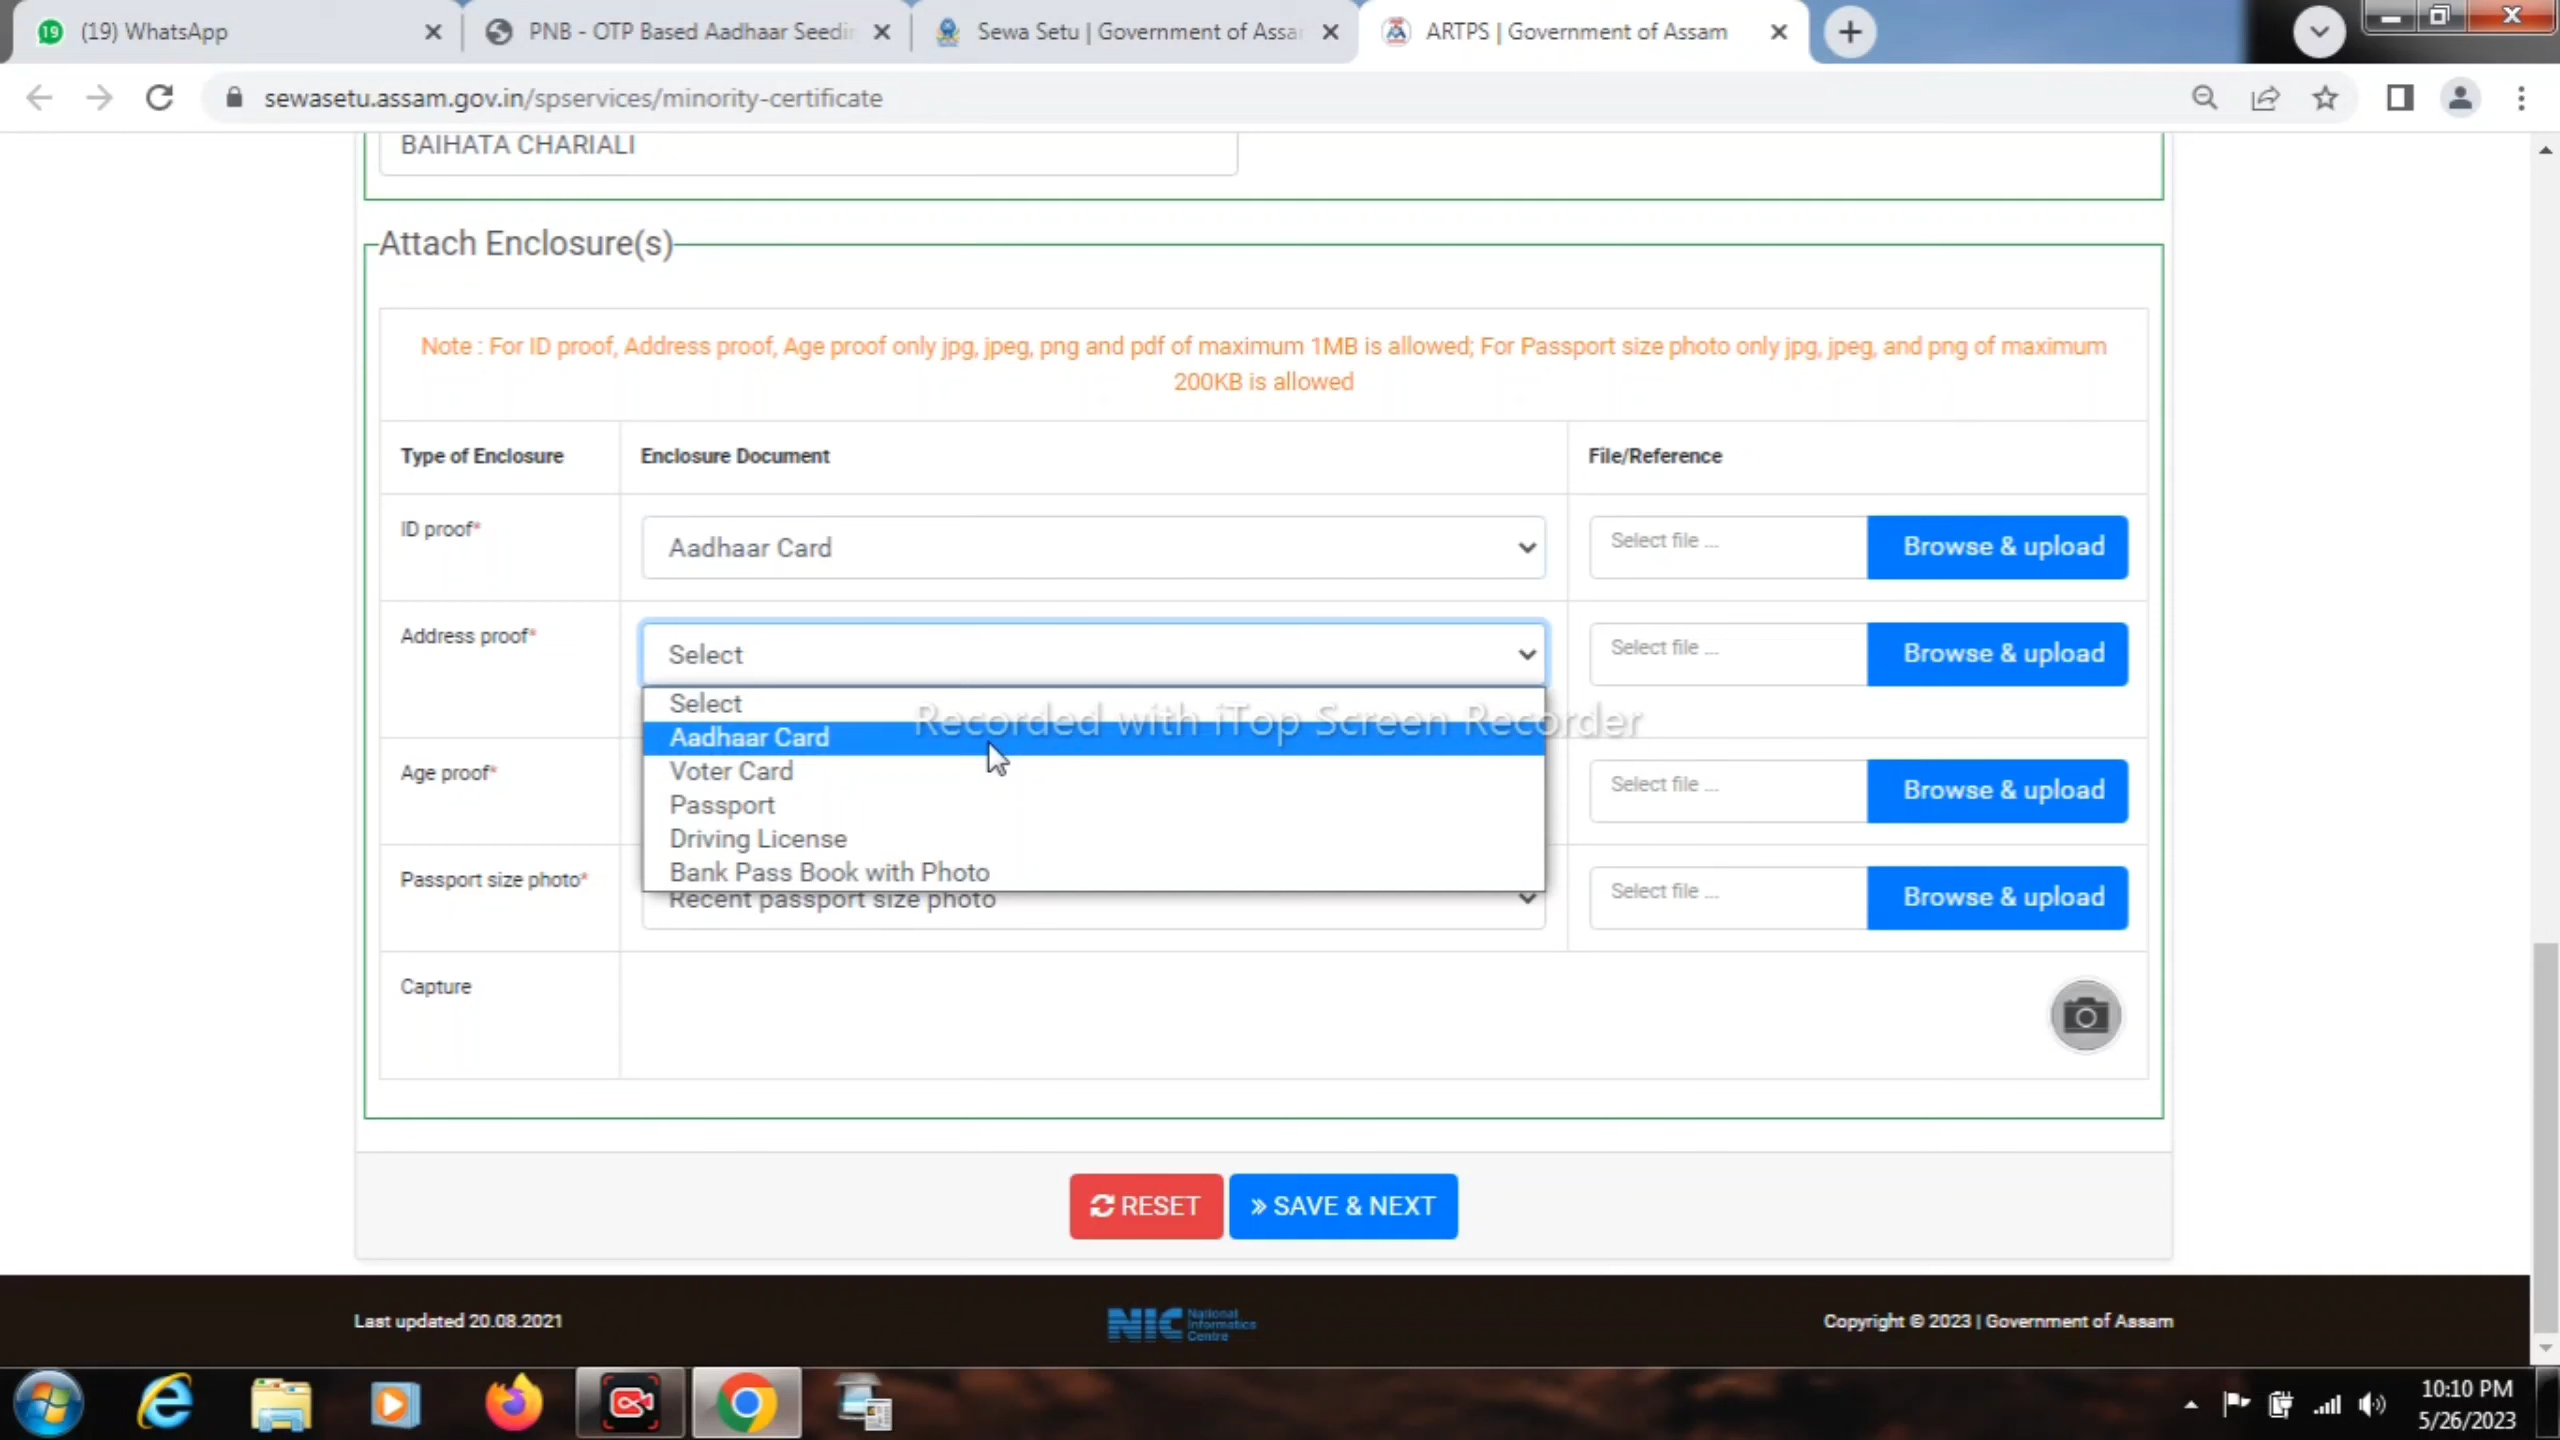 (19) WhatsApp
PNB - OTP Based Aadhaar Seedi
Sewa Setu | Government of Assa
ARTPS | Government of Assam
sewasetu.assam.gov.in/spservices/minority-certificate
BAIHATA CHARIALI
Attach Enclosure(s)
Note : For ID proof, Address proof, Age proof only jpg, jpeg, png and pdf of maximum 1MB is allowed; For Passport size photo only jpg, jpeg, and png of maximum
200KB is allowed
Type of Enclosure
Enclosure Document
File/Reference
ID proof*
Aadhaar Card
Select file ...
Browse & upload
Address proof*
Select
Select file ...
Browse & upload
Select
Recorded with iTop Screen Recorder
Aadhaar Card
Voter Card
Passport
Driving License
Bank Pass Book with Photo
Age proof*
Select file ...
Browse & upload
Passport size photo*
Recent passport size photo
Select file ...
Browse & upload
Capture
RESET
» SAVE & NEXT
Last updated 20.08.2021
NIC National
Informatics
Centre
Copyright © 2023 | Government of Assam
10:10 PM
5/26/2023